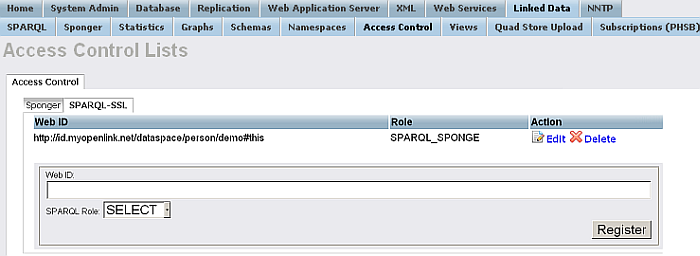 Home System Admin Database Replication Web Application Server XML Web Services Linked Data NNTP
SPARQL Sponger Statistics Graphs Schemas Namespaces Access Control Views Quad Store Upload Subscriptions (PHSB)
Access Control Lists
Access Control
Sponger SPARQL-SSL
Web ID Role Action
http://id.myopenlink.net/dataspace/person/demo#this SPARQL_SPONGE Edit Delete
Web ID:
SPARQL Role: SELECT
Register